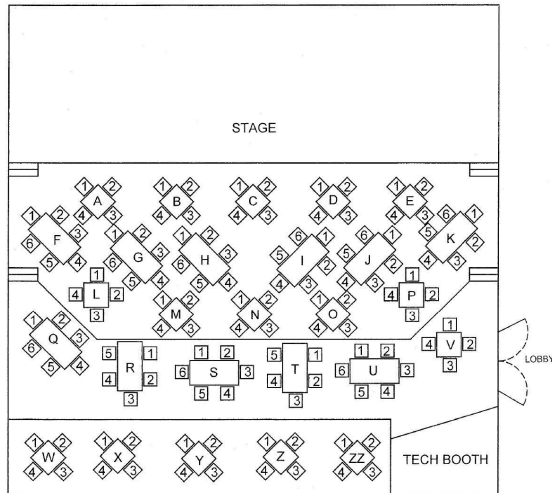 STAGE
1 2
A
4 3
1 2
B
4 3
1 2
C
4 3
1 2
D
4 3
1 2
E
4 3
1 2
F 3
6 5 4
1 2
G 3
6 5 4
1 2
H 3
6 5 4
6 1
5 I 2
4 3
6 1
5 J 2
4 3
6 1
5 K 2
4 3
1
4 L 2
3
1 2
M
4 3
1 2
N
4 3
1 2
O
4 3
1
4 P 2
3
1 2
Q 3
6 5 4
5 1
R
4 2
3
1 2
6 S 3
5 4
5 1
T
4 2
3
1 2
6 U 3
5 4
1
4 V 2
3
LOBBY
1 2
W
4 3
1 2
X
4 3
1 2
Y
4 3
1 2
Z
4 3
1 2
ZZ
4 3
TECH BOOTH